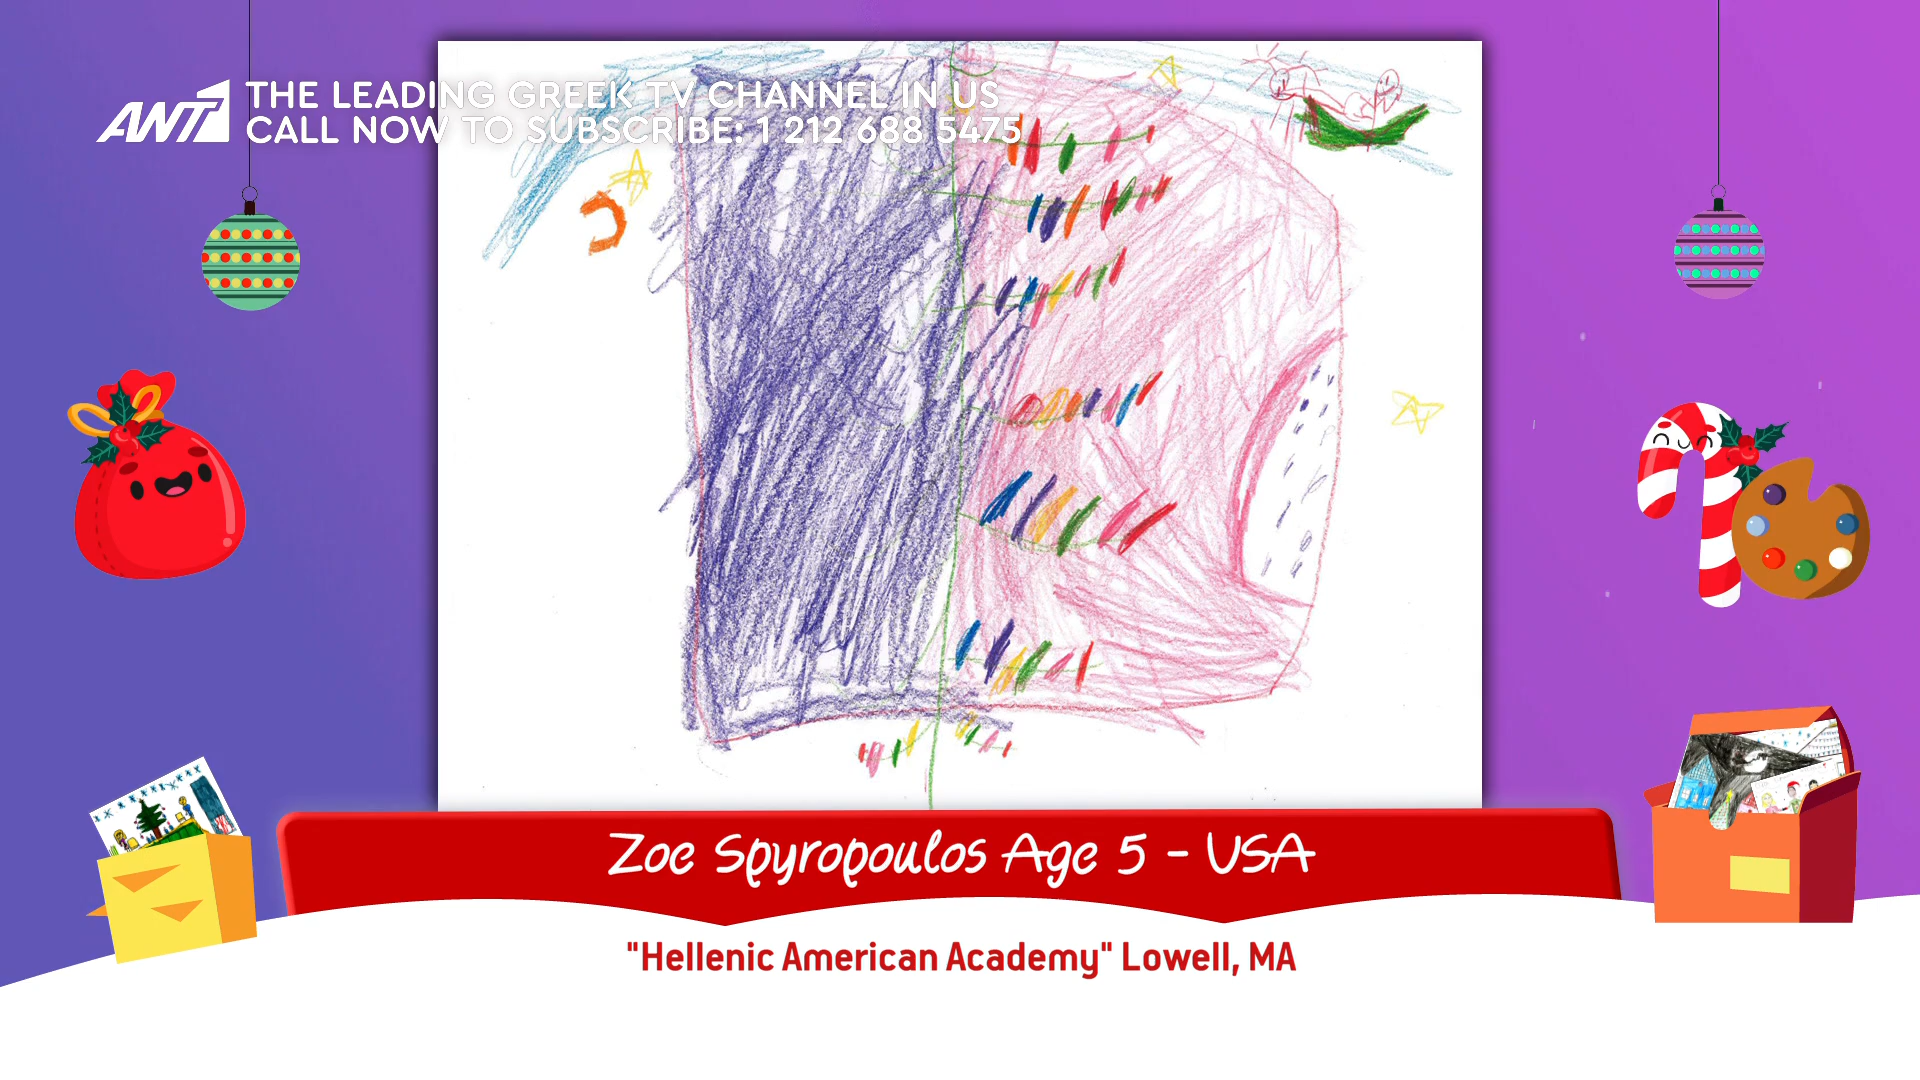 ANT1
THE LEADING GREEK TV CHANNEL IN US
CALL NOW TO SUBSCRIBE: 1 212 688 5475
Zoe Spyropoulos Age 5 - USA
"Hellenic American Academy" Lowell, MA